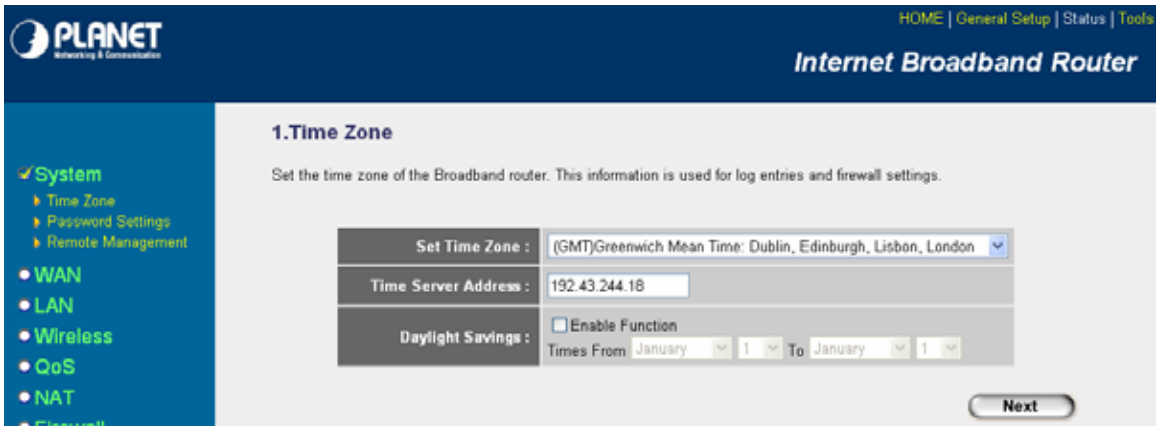 PLANET
Networking & Communication
HOME | General Setup | Status | Tools
Internet Broadband Router
System
Time Zone
Password Settings
Remote Management
WAN
LAN
Wireless
QoS
NAT
Firewall
1.Time Zone
Set the time zone of the Broadband router. This information is used for log entries and firewall settings.
Set Time Zone : (GMT)Greenwich Mean Time: Dublin, Edinburgh, Lisbon, London
Time Server Address : 192.43.244.18
Daylight Savings : Enable Function
Times From January 1 To January 1
Next